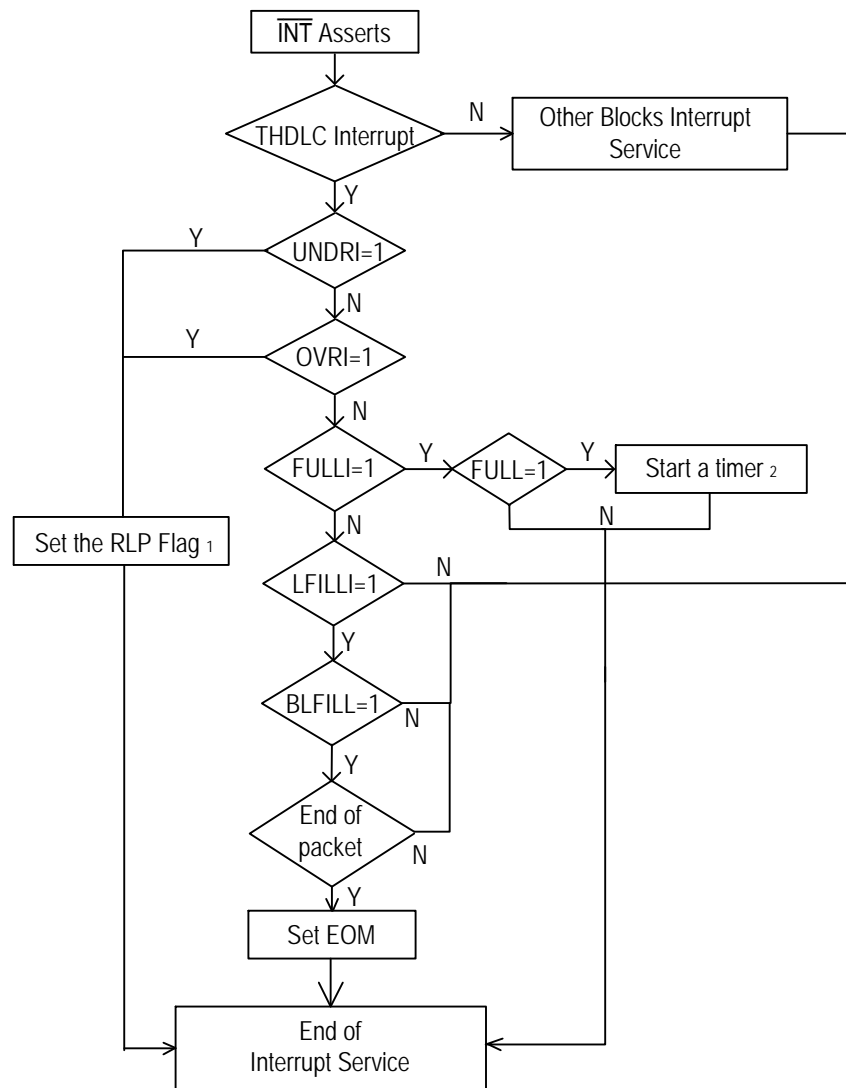 INT Asserts
THDLC Interrupt
N
Other Blocks Interrupt
Service
Y
Y
UNDRI=1
N
Y
OVRI=1
N
FULLI=1
Y
FULL=1
Y
Start a timer 2
N
N
Set the RLP Flag 1
LFILLI=1
N
Y
BLFILL=1
N
Y
End of
packet
N
Y
Set EOM
End of
Interrupt Service